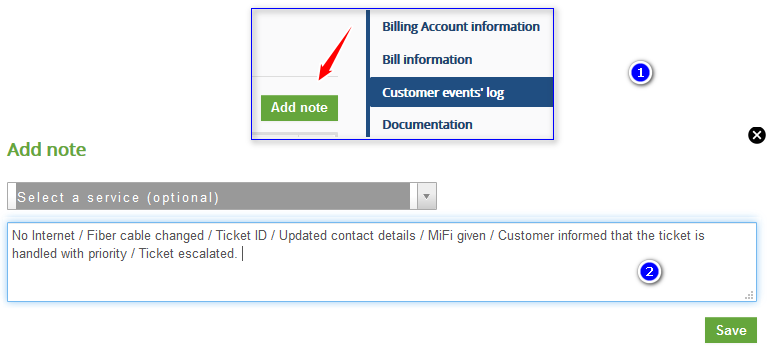 Billing Account information
Bill information
Add note
Customer events' log
Documentation
1
Add note
Select a service (optional)
No Internet / Fiber cable changed / Ticket ID / Updated contact details / MiFi given / Customer informed that the ticket is
handled with priority / Ticket escalated.
2
Save